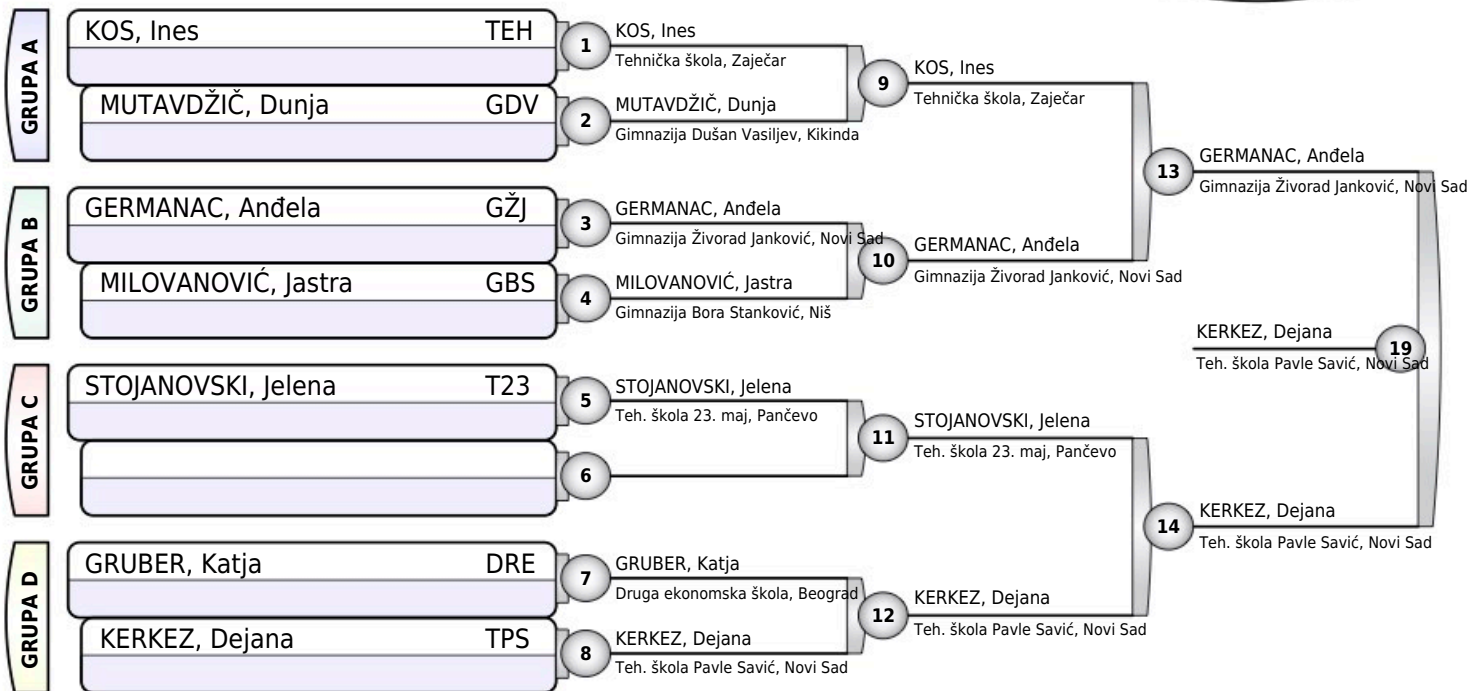 GRUPA A
KOS, Ines TEH
MUTAVDŽIČ, Dunja GDV
GRUPA B
GERMANAC, Anđela GŽJ
MILOVANOVIĆ, Jastra GBS
GRUPA C
STOJANOVSKI, Jelena T23
GRUPA D
GRUBER, Katja DRE
KERKEZ, Dejana TPS
1
KOS, Ines
Tehnička škola, Zaječar
2
MUTAVDŽIČ, Dunja
Gimnazija Dušan Vasiljev, Kikinda
3
GERMANAC, Anđela
Gimnazija Živorad Janković, Novi Sad
4
MILOVANOVIĆ, Jastra
Gimnazija Bora Stanković, Niš
5
STOJANOVSKI, Jelena
Teh. škola 23. maj, Pančevo
6
7
GRUBER, Katja
Druga ekonomska škola, Beograd
8
KERKEZ, Dejana
Teh. škola Pavle Savić, Novi Sad
9
KOS, Ines
Tehnička škola, Zaječar
10
GERMANAC, Anđela
Gimnazija Živorad Janković, Novi Sad
11
STOJANOVSKI, Jelena
Teh. škola 23. maj, Pančevo
12
KERKEZ, Dejana
Teh. škola Pavle Savić, Novi Sad
13
GERMANAC, Anđela
Gimnazija Živorad Janković, Novi Sad
14
KERKEZ, Dejana
Teh. škola Pavle Savić, Novi Sad
KERKEZ, Dejana
Teh. škola Pavle Savić, Novi Sad
19